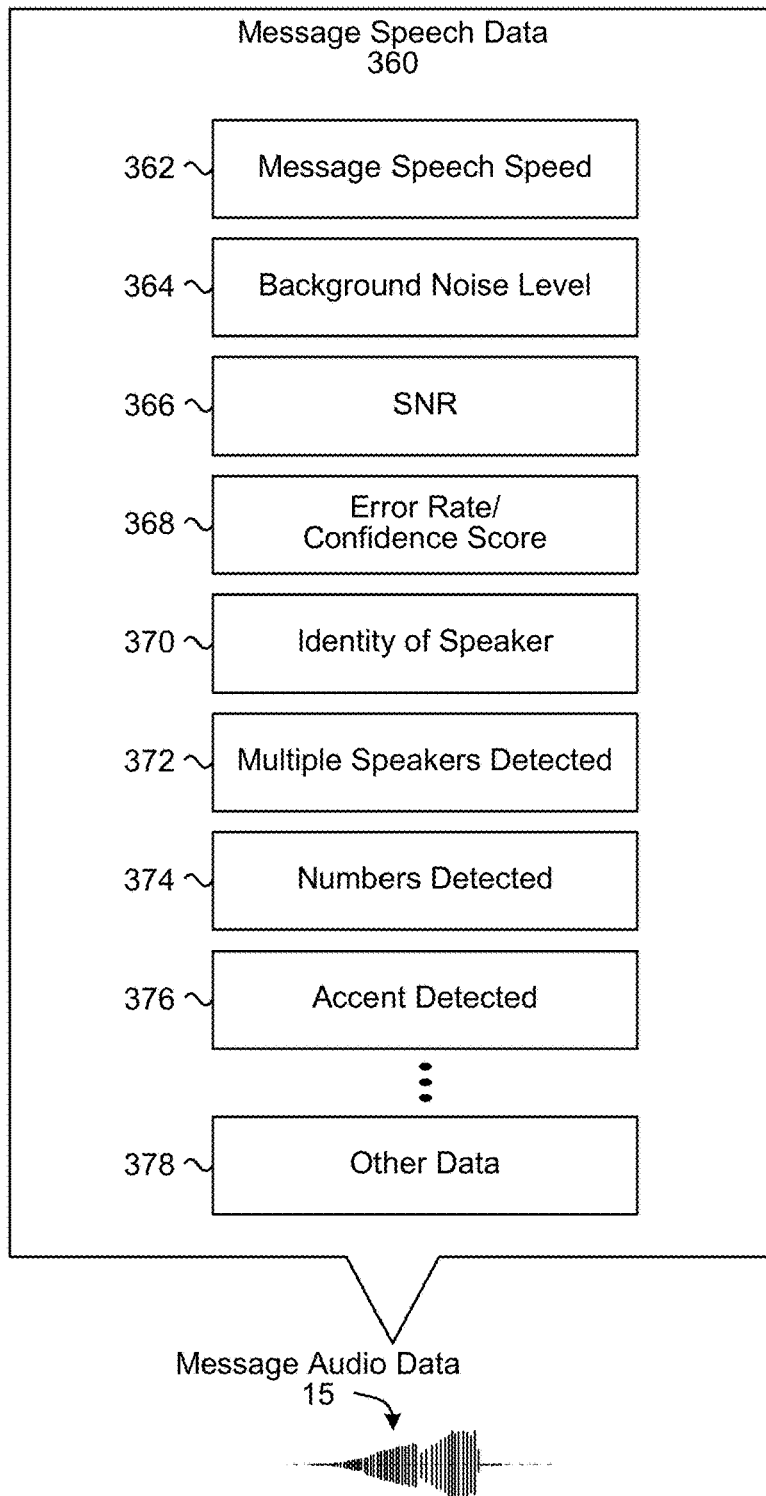 Message Speech Data
360
362 Message Speech Speed
364 Background Noise Level
366 SNR
368 Error Rate/
Confidence Score
370 Identity of Speaker
372 Multiple Speakers Detected
374 Numbers Detected
376 Accent Detected
378 Other Data
Message Audio Data
15